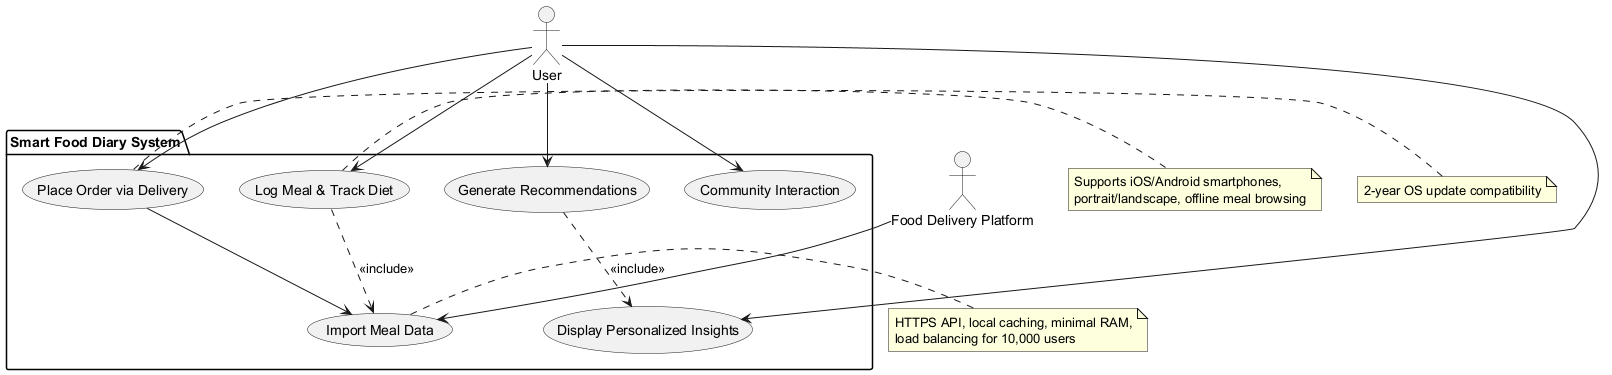 User
Smart Food Diary System
Place Order via Delivery
Log Meal & Track Diet
Generate Recommendations
Community Interaction
Food Delivery Platform
Supports iOS/Android smartphones,
portrait/landscape, offline meal browsing
2-year OS update compatibility
«include»
«include»
Import Meal Data
Display Personalized Insights
HTTPS API, local caching, minimal RAM,
load balancing for 10,000 users